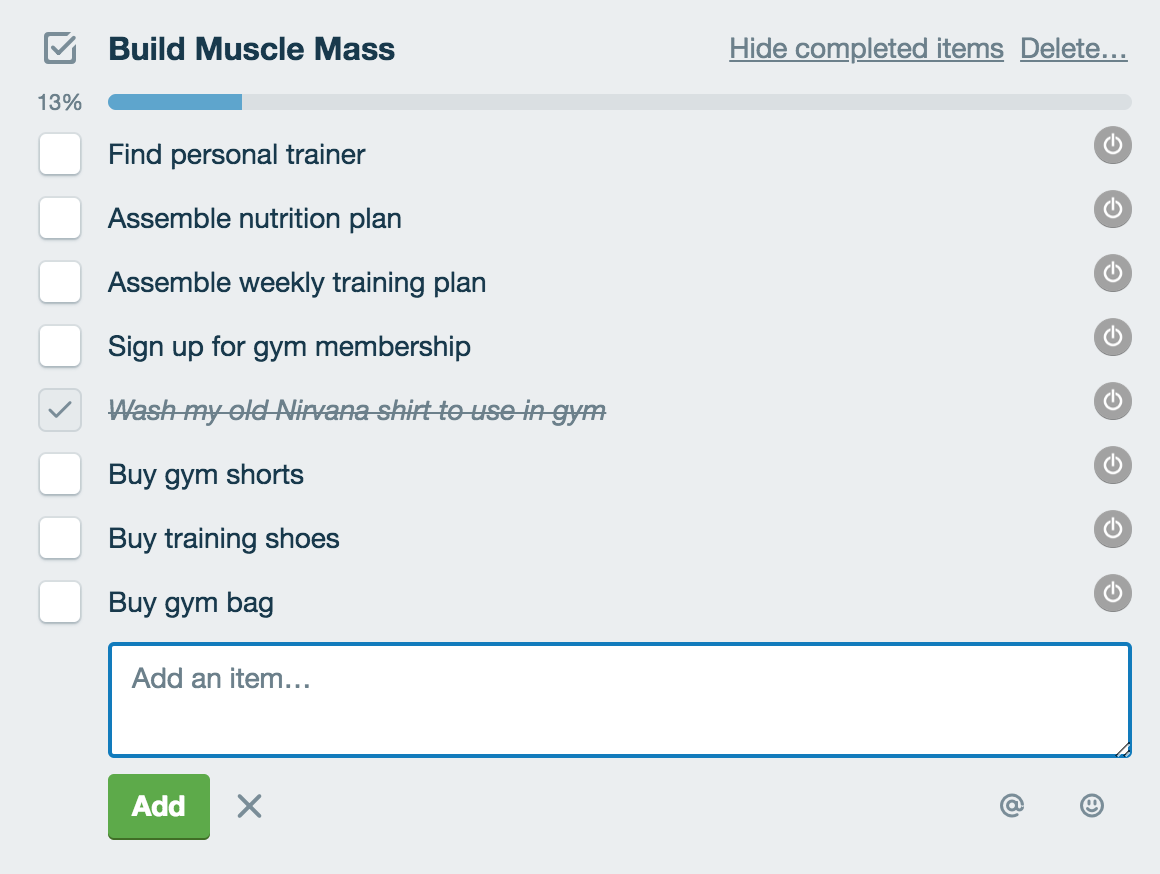 Build Muscle Mass
Hide completed items Delete…
13%
Find personal trainer
Assemble nutrition plan
Assemble weekly training plan
Sign up for gym membership
Wash my old Nirvana shirt to use in gym
Buy gym shorts
Buy training shoes
Buy gym bag
Add an item…
Add
@